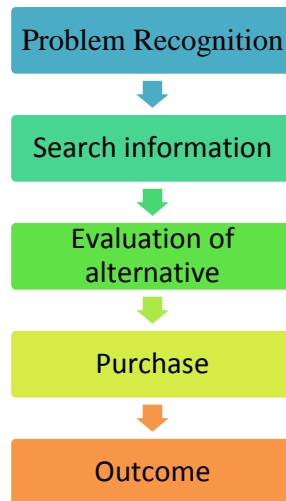 Problem Recognition
Search information
Evaluation of
alternative
Purchase
Outcome